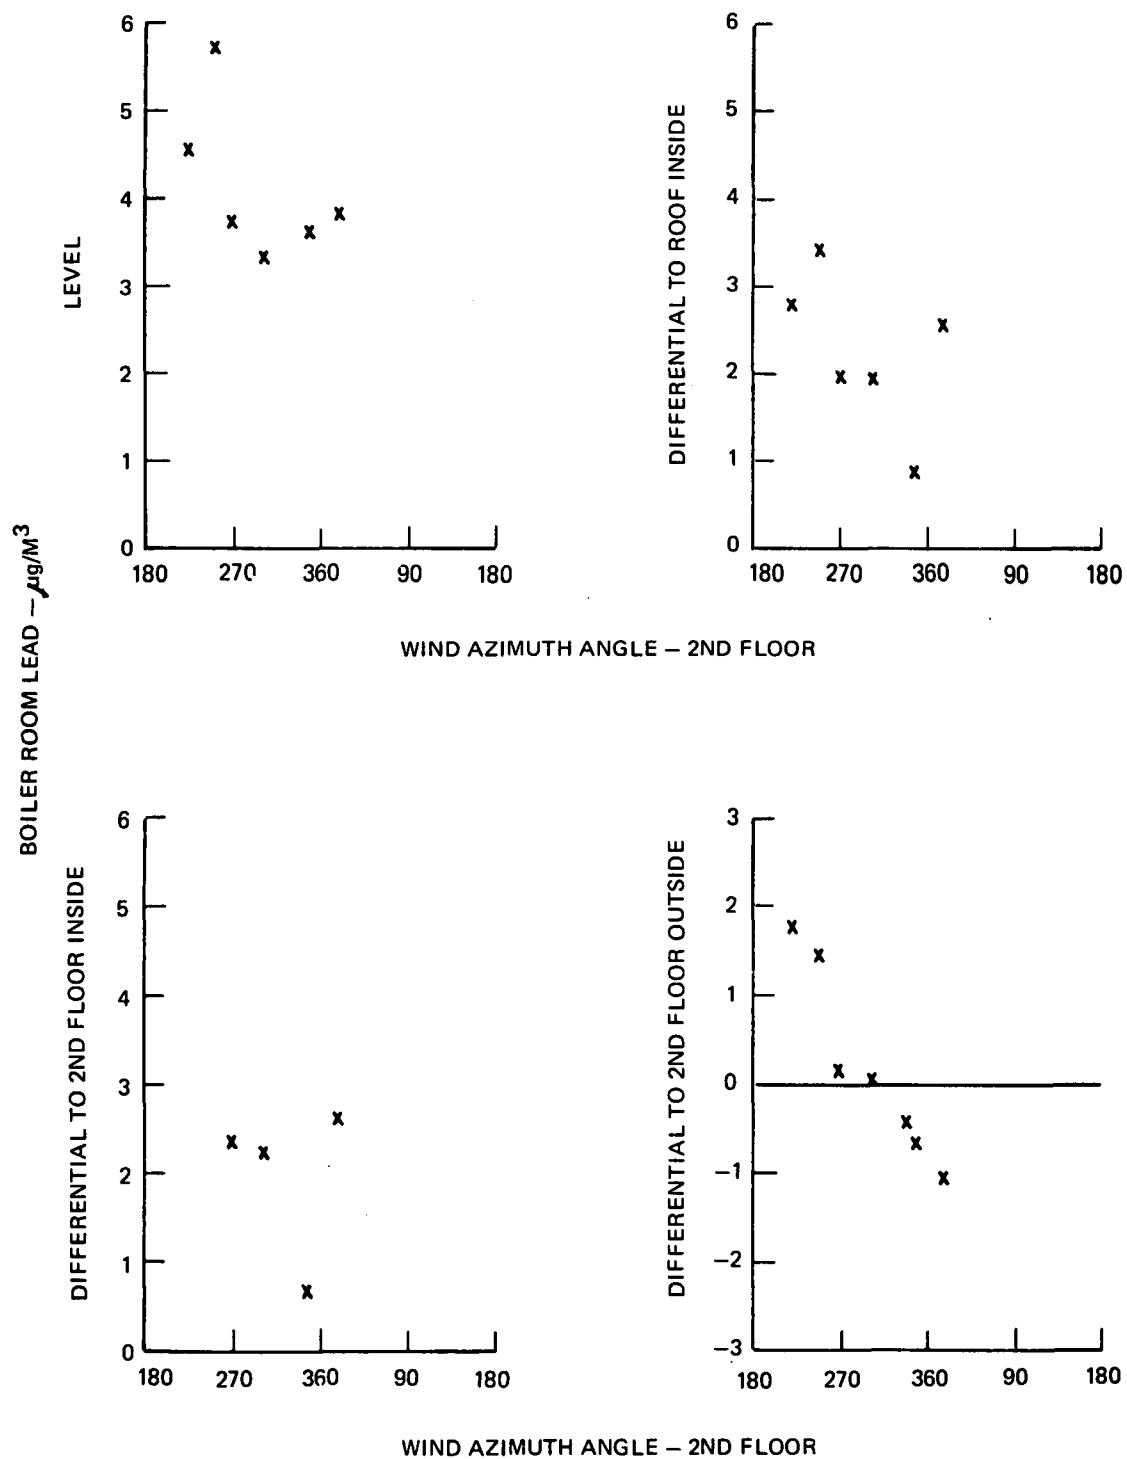 BOILER ROOM LEAD – µg/M³
LEVEL
6
5
4
3
2
1
0
180 270 360 90 180
DIFFERENTIAL TO ROOF INSIDE
6
5
4
3
2
1
0
180 270 360 90 180
WIND AZIMUTH ANGLE – 2ND FLOOR
DIFFERENTIAL TO 2ND FLOOR INSIDE
6
5
4
3
2
1
0
180 270 360 90 180
DIFFERENTIAL TO 2ND FLOOR OUTSIDE
3
2
1
0
–1
–2
–3
180 270 360 90 180
WIND AZIMUTH ANGLE – 2ND FLOOR